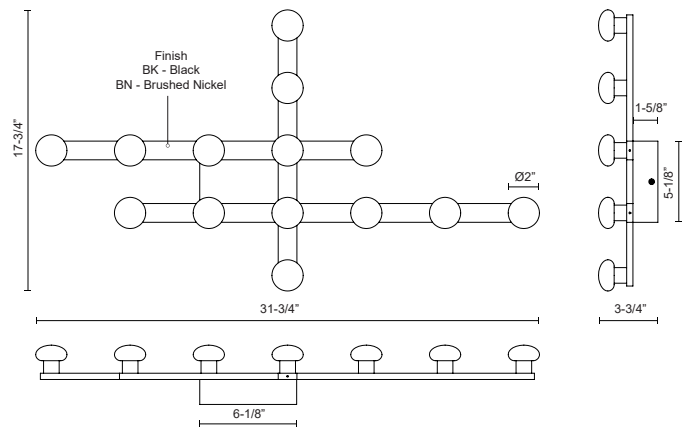 Finish
BK - Black
BN - Brushed Nickel
17-3/4”
Ø2”
1-5/8”
5-1/8”
31-3/4”
3-3/4”
6-1/8”